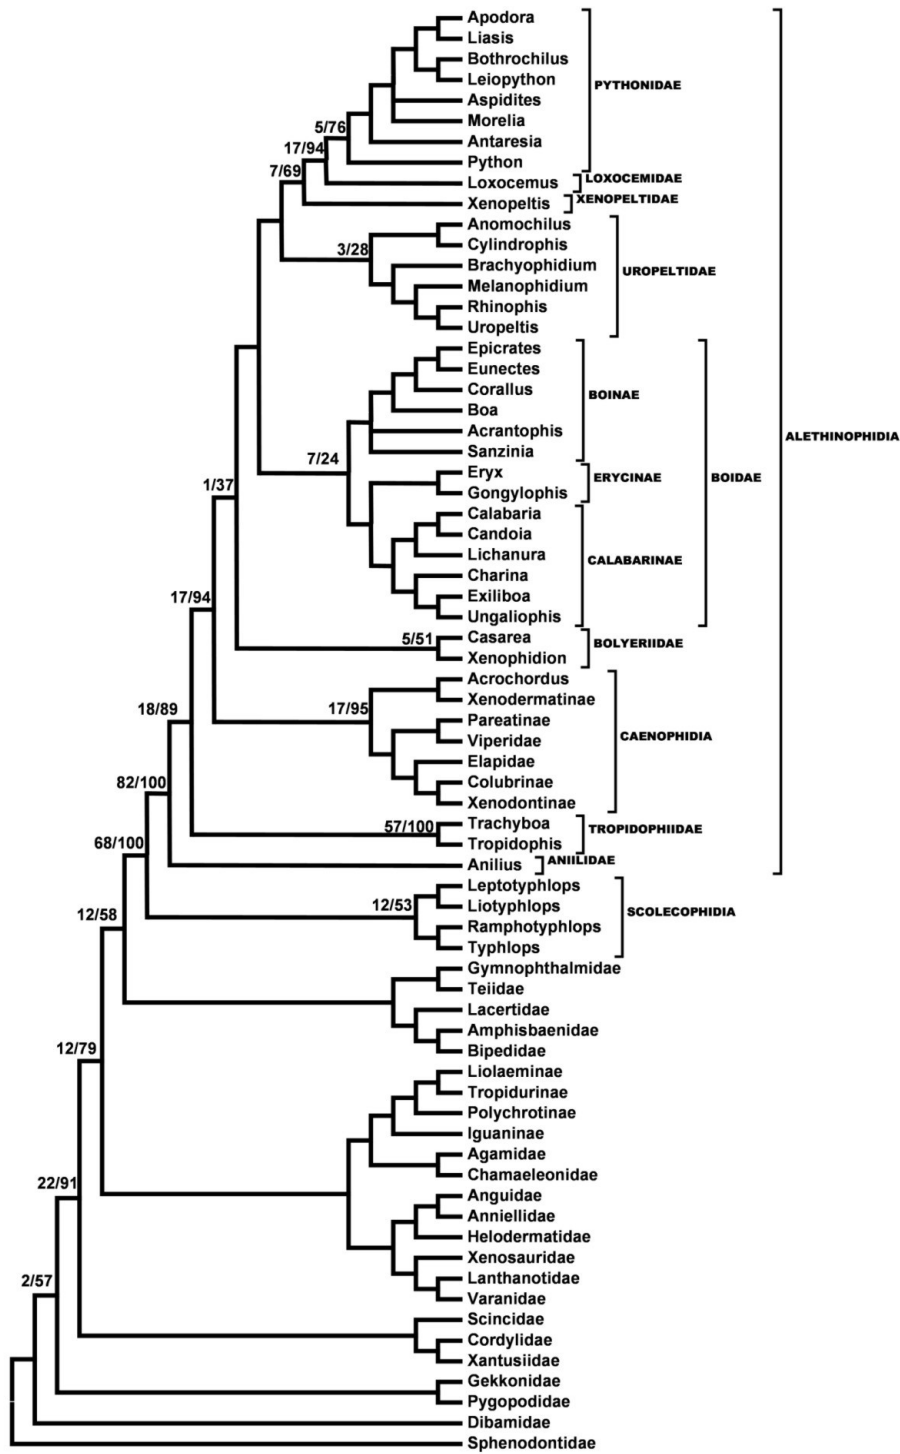 Apodora
Liasis
Bothrochilus
Leiopython
PYTHONIDAE
Aspidites
Morelia
5/76
Antaresia
17/94
Python
7/69
Loxocemus
LOXOCEMIDAE
Xenopeltis
XENOPELTIDAE
Anomochilus
3/28
Cylindrophis
Brachyophidium
UROPELTIDAE
Melanophidium
Rhinophis
Uropeltis
Epicrates
Eunectes
Corallus
BOINAE
Boa
Acrantophis
ALETHINOPHIDIA
Sanzinia
7/24
Eryx
ERYCINAE
BOIDAE
1/37
Gongylophis
Calabaria
Candoia
Lichanura
CALABARINAE
Charina
17/94
Exiliboa
Ungaliophis
5/51
Casarea
BOLYERIIDAE
Xenophidion
Acrochordus
Xenodermatinae
18/89
17/95
Pareatinae
Viperidae
CAENOPHIDIA
Elapidae
82/100
Colubrinae
Xenodontinae
57/100
Trachyboa
TROPIDOPHIIDAE
68/100
Tropidophis
Anilius
ANIILIDAE
Leptotyphlops
12/53
Liotyphlops
12/58
SCOLECOPHIDIA
Ramphotyphlops
Typhlops
Gymnophthalmidae
Teiidae
Lacertidae
Amphisbaenidae
12/79
Bipedidae
Liolaeminae
Tropidurinae
Polychrotinae
Iguaninae
Agamidae
Chamaeleonidae
22/91
Anguidae
Anniellidae
Helodermatidae
Xenosauridae
2/57
Lanthanotidae
Varanidae
Scincidae
Cordylidae
Xantusiidae
Gekkonidae
Pygopodidae
Dibamidae
Sphenodontidae